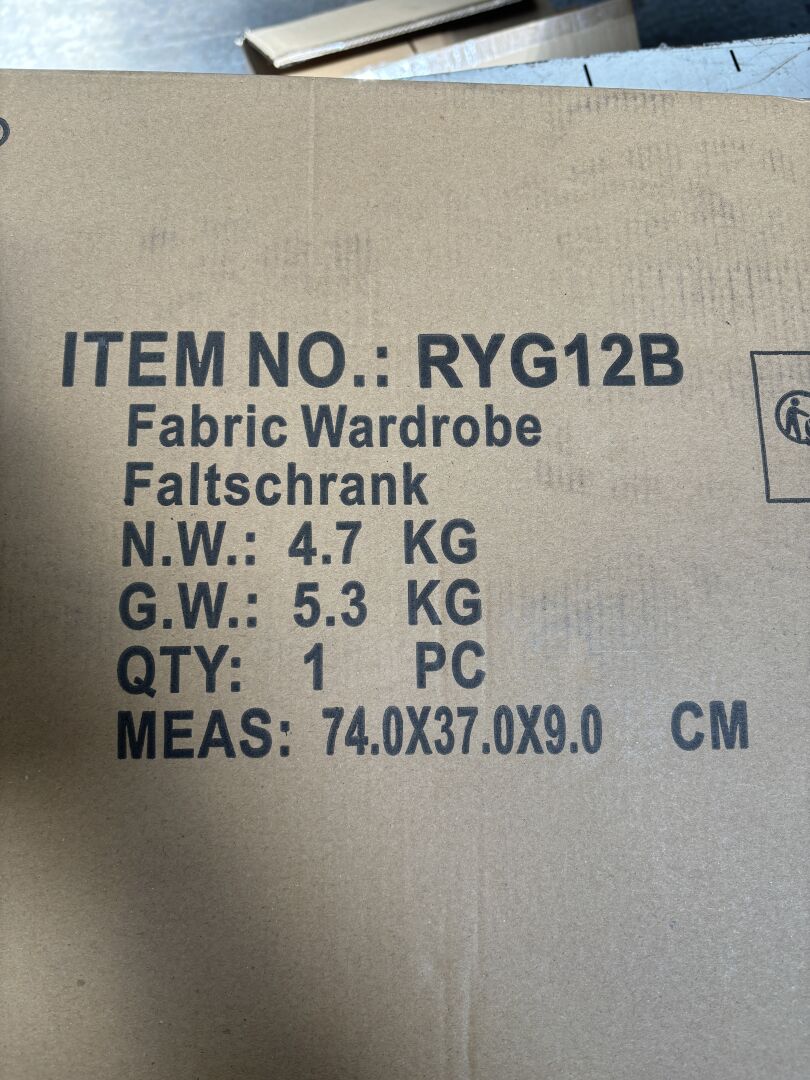 ITEM NO.: RYG12B
Fabric Wardrobe
Faltschrank
N.W.: 4.7 KG
G.W.: 5.3 KG
QTY: 1 PC
MEAS: 74.0X37.0X9.0 CM